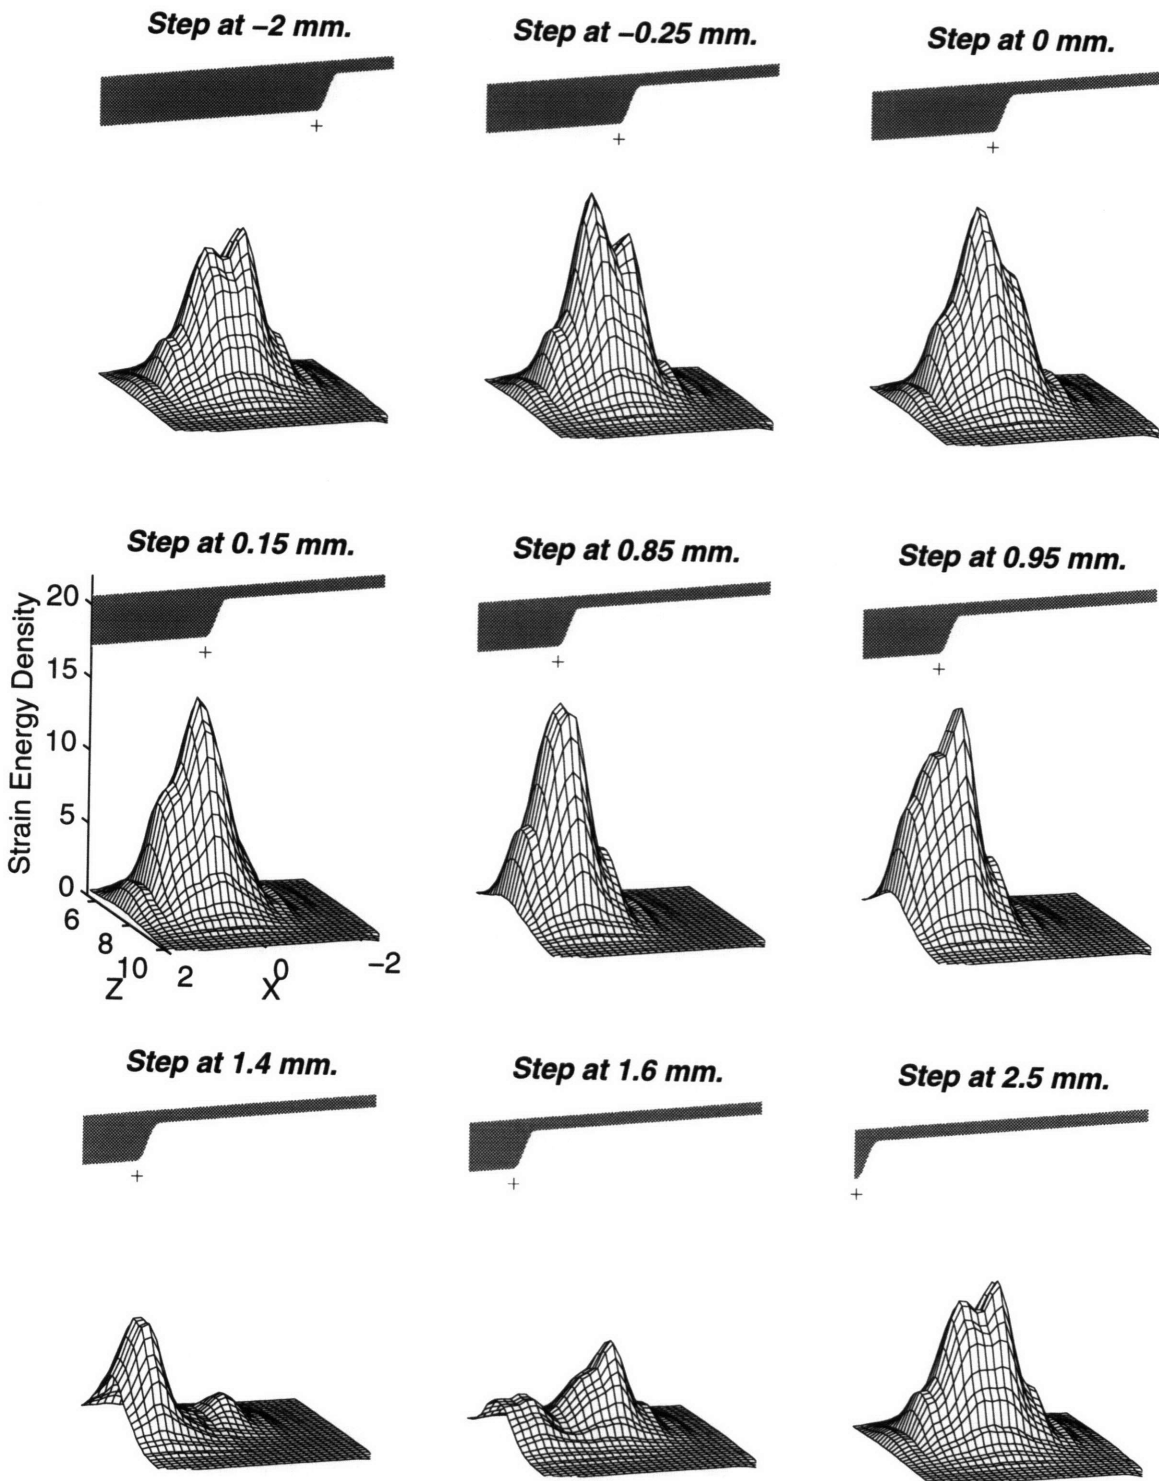 Step at −2 mm.
Step at −0.25 mm.
Step at 0 mm.
Step at 0.15 mm.
Step at 0.85 mm.
Step at 0.95 mm.
Strain Energy Density
20
15
10
5
0
6
8
10
Z
2
0
−2
X
Step at 1.4 mm.
Step at 1.6 mm.
Step at 2.5 mm.